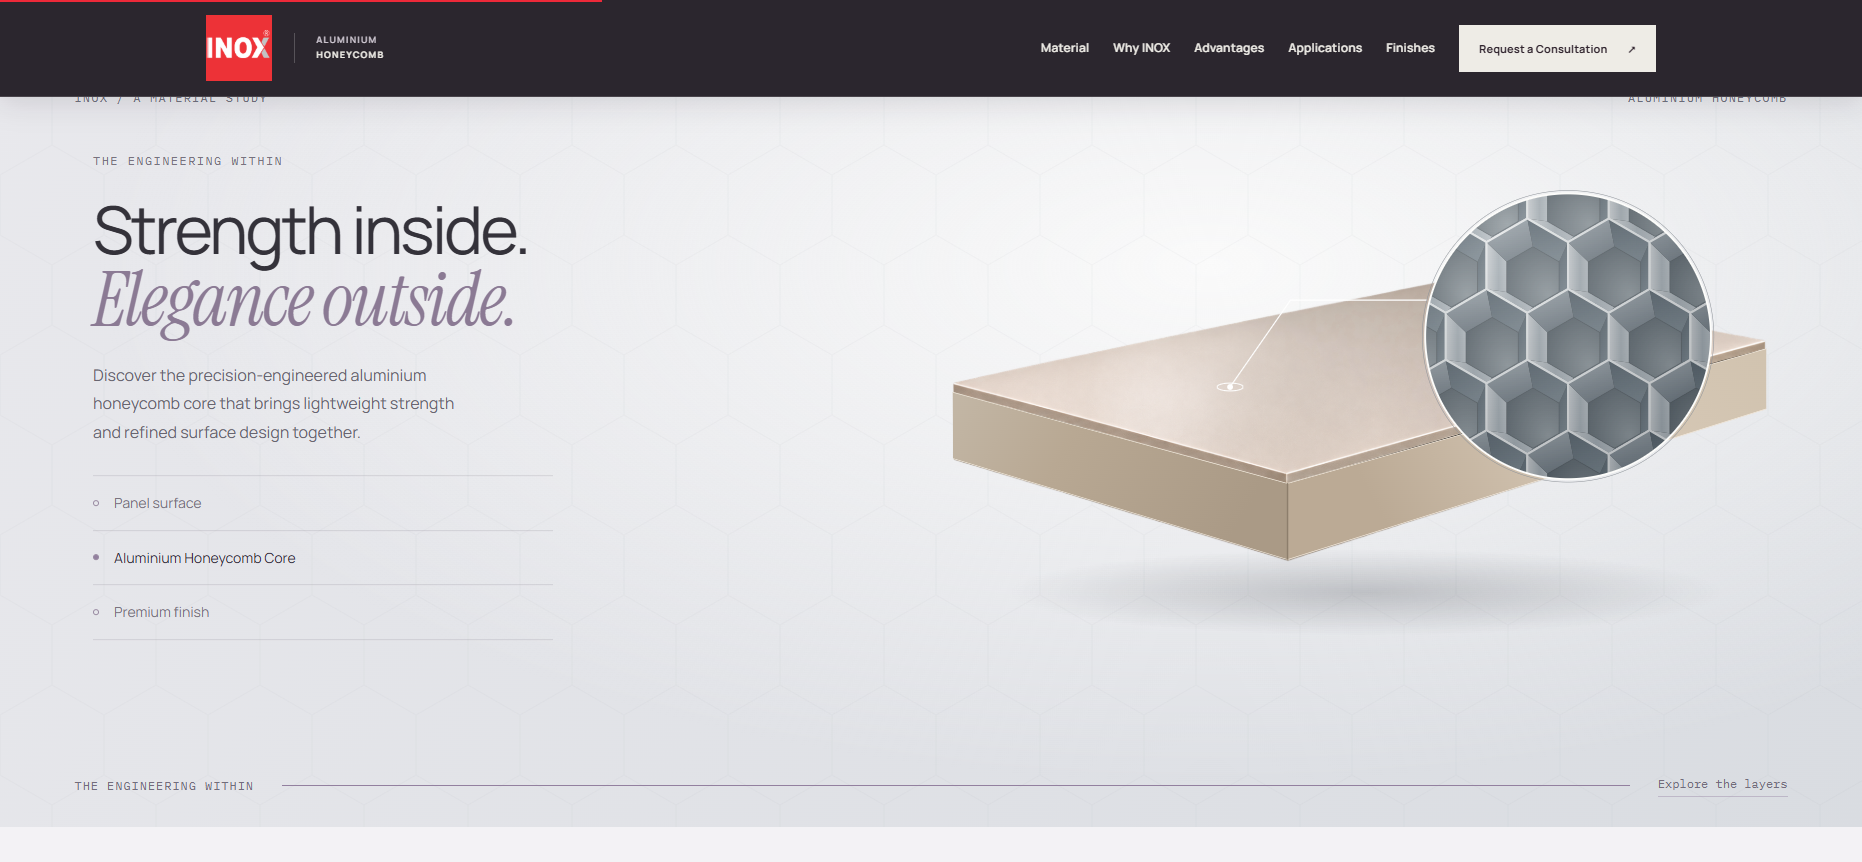 INOX®
ALUMINIUM
HONEYCOMB
Material
Why INOX
Advantages
Applications
Finishes
Request a Consultation ↗
INOX / A MATERIAL STUDY
ALUMINIUM HONEYCOMB
THE ENGINEERING WITHIN
Strength inside.
Elegance outside.
Discover the precision-engineered aluminium
honeycomb core that brings lightweight strength
and refined surface design together.
Panel surface
Aluminium Honeycomb Core
Premium finish
THE ENGINEERING WITHIN
Explore the layers